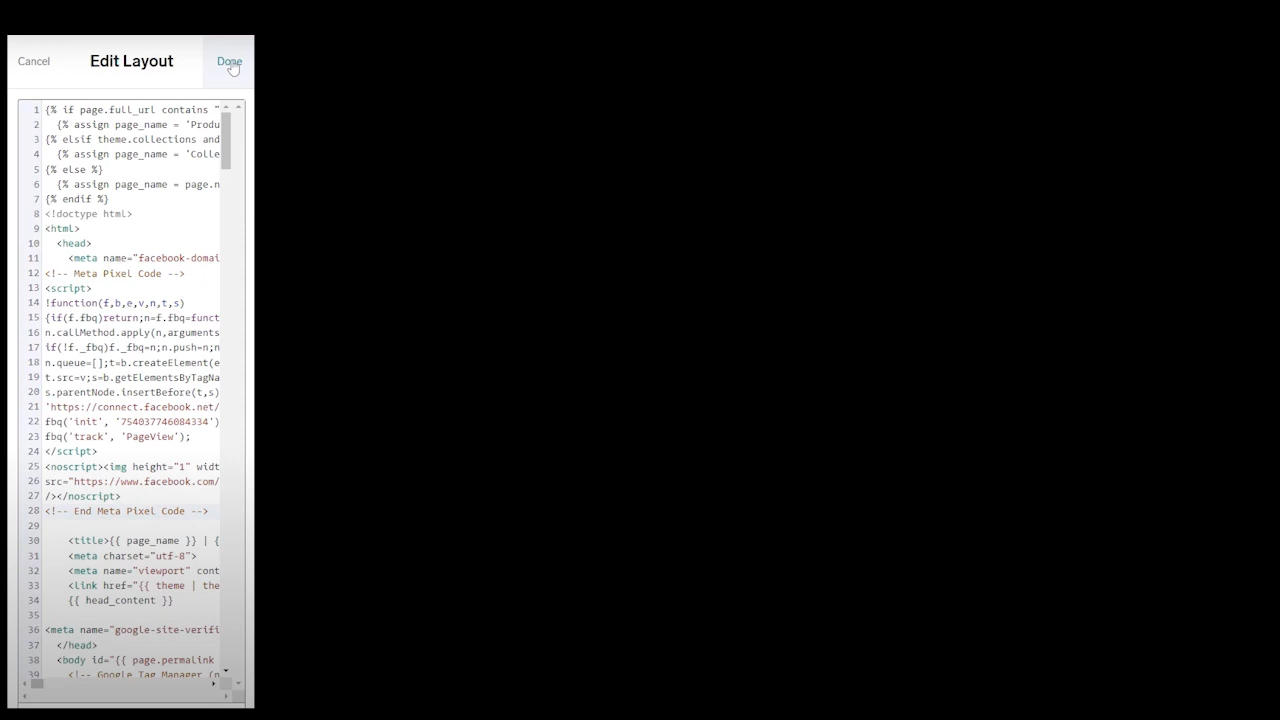 Cancel Edit Layout Done
1 {% if page.full_url contains "
2 {% assign page_name = 'Produ
3 {% elsif theme.collections and
4 {% assign page_name = 'Colle
5 {% else %}
6 {% assign page_name = page.n
7 {% endif %}
8 <!doctype html>
9 <html>
10 <head>
11 <meta name="facebook-domai
12 <!-- Meta Pixel Code -->
13 <script>
14 !function(f,b,e,v,n,t,s)
15 {if(f.fbq)return;n=f.fbq=funct
16 n.callMethod.apply(n,arguments
17 if(!f._fbq)f._fbq=n;n.push=n;n
18 n.queue=[];t=b.createElement(e
19 t.src=v;s=b.getElementsByTagNa
20 s.parentNode.insertBefore(t,s)
21 'https://connect.facebook.net/
22 fbq('init', '754037746084334')
23 fbq('track', 'PageView');
24 </script>
25 <noscript><img height="1" widt
26 src="https://www.facebook.com/
27 /></noscript>
28 <!-- End Meta Pixel Code -->
29
30 <title>{{ page_name }} | {
31 <meta charset="utf-8">
32 <meta name="viewport" cont
33 <link href="{{ theme | the
34 {{ head_content }}
35
36 <meta name="google-site-verifi
37 </head>
38 <body id="{{ page.permalink
39 <!-- Google Tag Manager (n